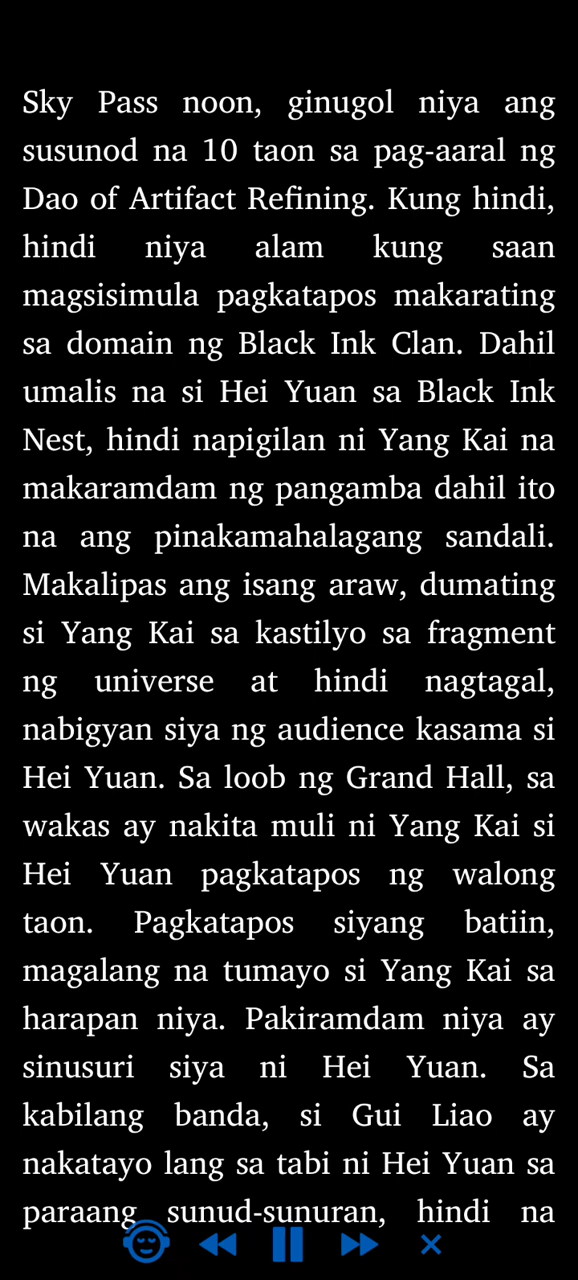 Sky Pass noon, ginugol niya ang
susunod na 10 taon sa pag-aaral ng
Dao of Artifact Refining. Kung hindi,
hindi niya alam kung saan
magsisimula pagkatapos makarating
sa domain ng Black Ink Clan. Dahil
umalis na si Hei Yuan sa Black Ink
Nest, hindi napigilan ni Yang Kai na
makaramdam ng pangamba dahil ito
na ang pinakamahalagang sandali.
Makalipas ang isang araw, dumating
si Yang Kai sa kastilyo sa fragment
ng universe at hindi nagtagal,
nabigyan siya ng audience kasama si
Hei Yuan. Sa loob ng Grand Hall, sa
wakas ay nakita muli ni Yang Kai si
Hei Yuan pagkatapos ng walong
taon. Pagkatapos siyang batiin,
magalang na tumayo si Yang Kai sa
harapan niya. Pakiramdam niya ay
sinusuri siya ni Hei Yuan. Sa
kabilang banda, si Gui Liao ay
nakatayo lang sa tabi ni Hei Yuan sa
paraang sunud-sunuran, hindi na